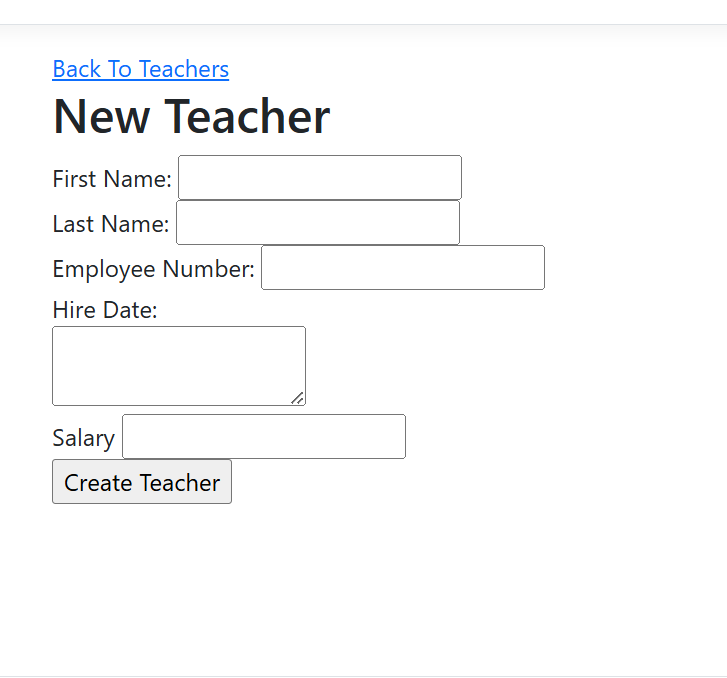 Back To Teachers
New Teacher
First Name:
Last Name:
Employee Number:
Hire Date:
Salary
Create Teacher